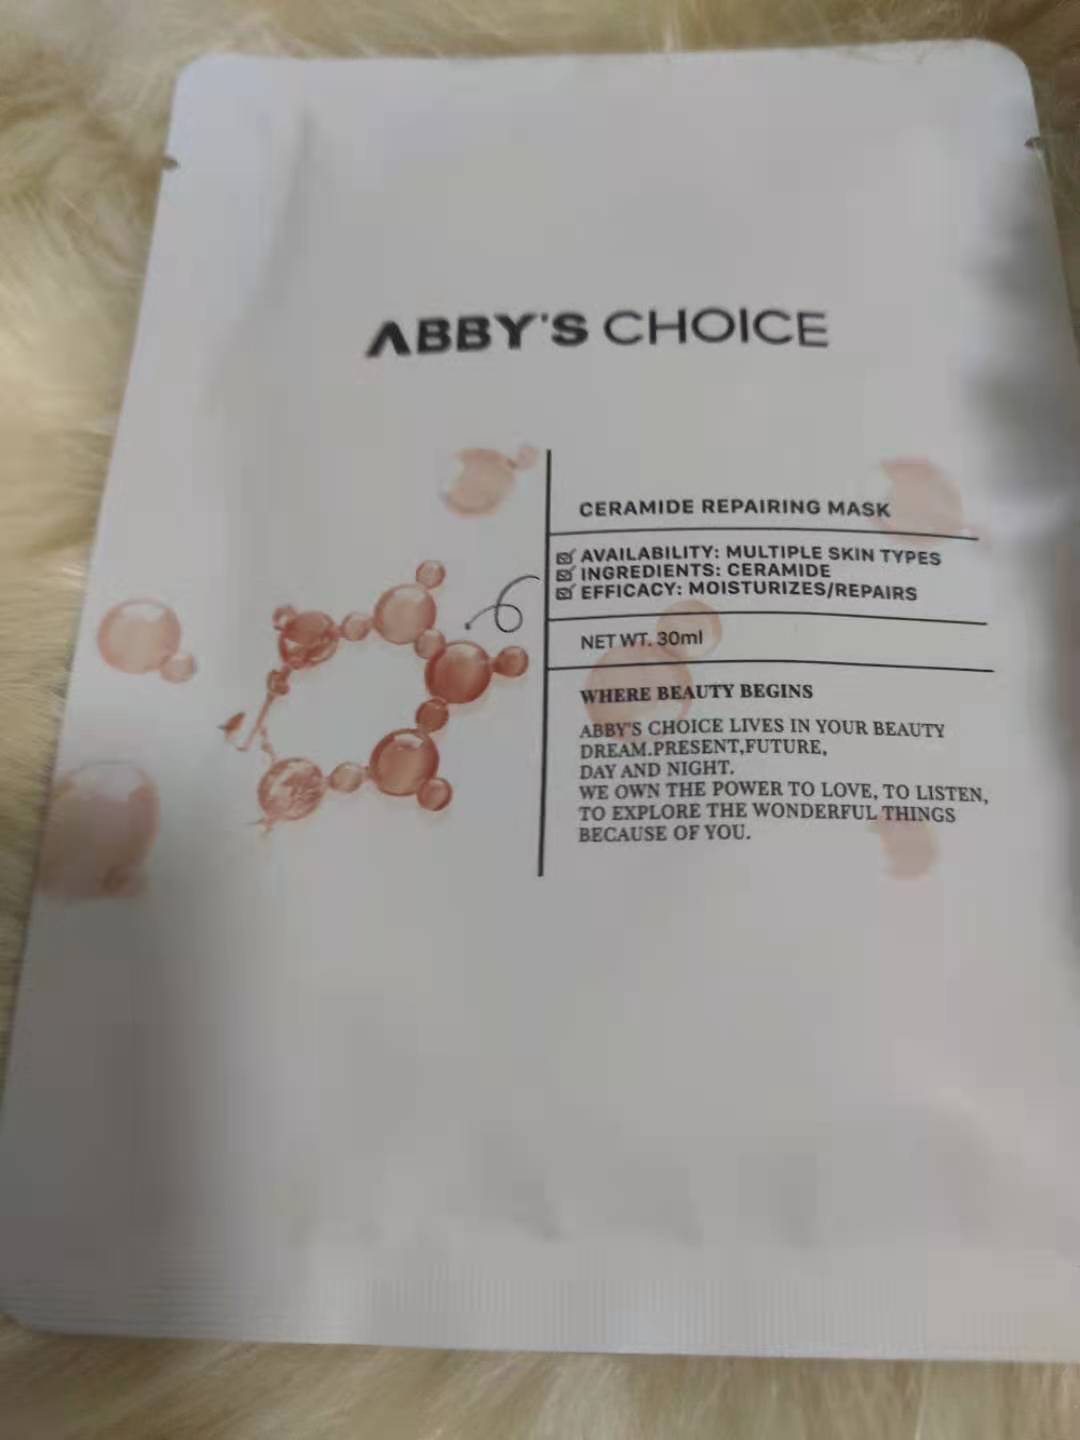 ABBY'S CHOICE
CERAMIDE REPAIRING MASK
AVAILABILITY: MULTIPLE SKIN TYPES
INGREDIENTS: CERAMIDE
EFFICACY: MOISTURIZES/REPAIRS
NET WT. 30ml
WHERE BEAUTY BEGINS
ABBY'S CHOICE LIVES IN YOUR BEAUTY
DREAM.PRESENT,FUTURE,
DAY AND NIGHT.
WE OWN THE POWER TO LOVE, TO LISTEN,
TO EXPLORE THE WONDERFUL THINGS
BECAUSE OF YOU.